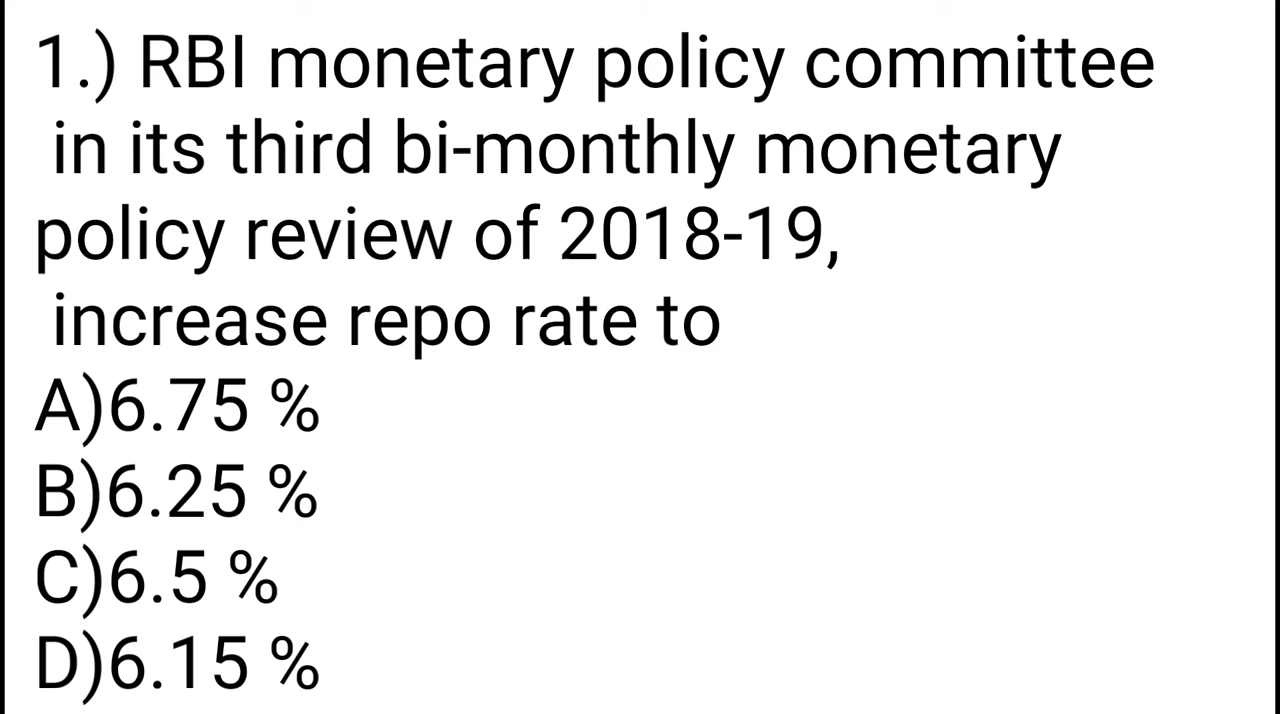 1.) RBI monetary policy committee
in its third bi-monthly monetary
policy review of 2018-19,
increase repo rate to
A)6.75 %
B)6.25 %
C)6.5 %
D)6.15 %